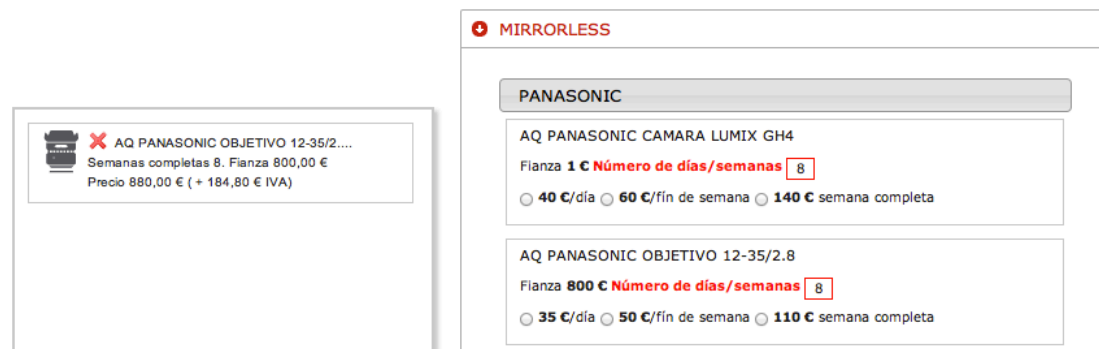 MIRRORLESS
PANASONIC
AQ PANASONIC OBJETIVO 12-35/2....
Semanas completas 8. Fianza 800,00 €
Precio 880,00 € ( + 184,80 € IVA)
AQ PANASONIC CAMARA LUMIX GH4
Fianza 1 € Número de días/semanas 8
40 €/día 60 €/fín de semana 140 € semana completa
AQ PANASONIC OBJETIVO 12-35/2.8
Fianza 800 € Número de días/semanas 8
35 €/día 50 €/fín de semana 110 € semana completa